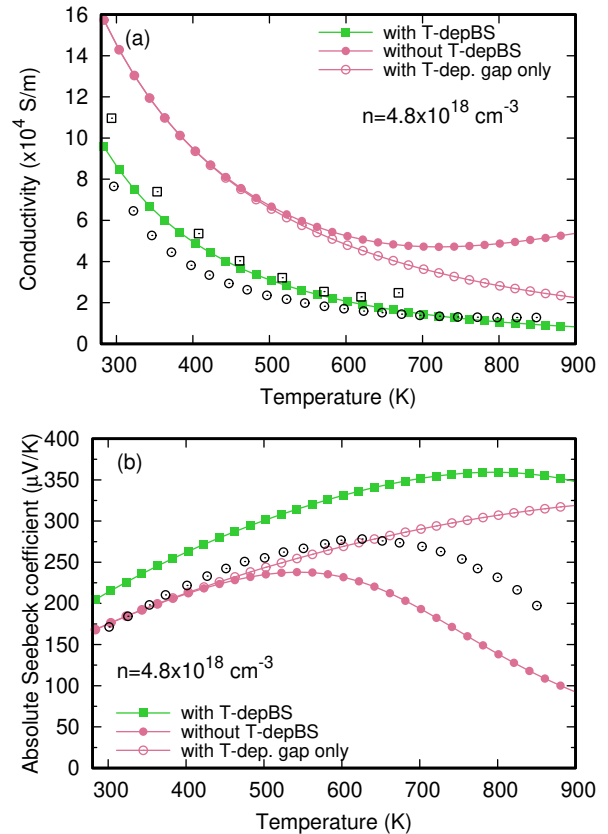 (a)
with T-depBS
without T-depBS
with T-dep. gap only
n=4.8x10^18 cm^-3
Conductivity (x10^4 S/m)
16
14
12
10
8
6
4
2
0
300 400 500 600 700 800 900
Temperature (K)
(b)
Absolute Seebeck coefficient (μV/K)
400
350
300
250
200
150
100
50
0
n=4.8x10^18 cm^-3
with T-depBS
without T-depBS
with T-dep. gap only
300 400 500 600 700 800 900
Temperature (K)